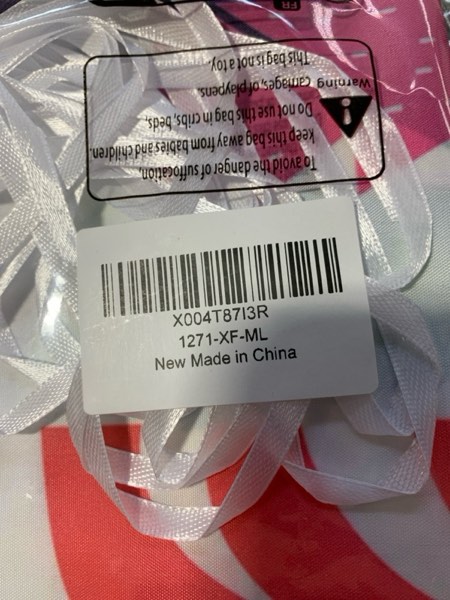 FR
To avoid the danger of suffocation,
keep this bag away from babies and children.
Do not use this bag in cribs, beds,
Warning carriages, of playpens.
This bag is not a toy.
X004T87I3R
1271-XF-ML
New Made in China